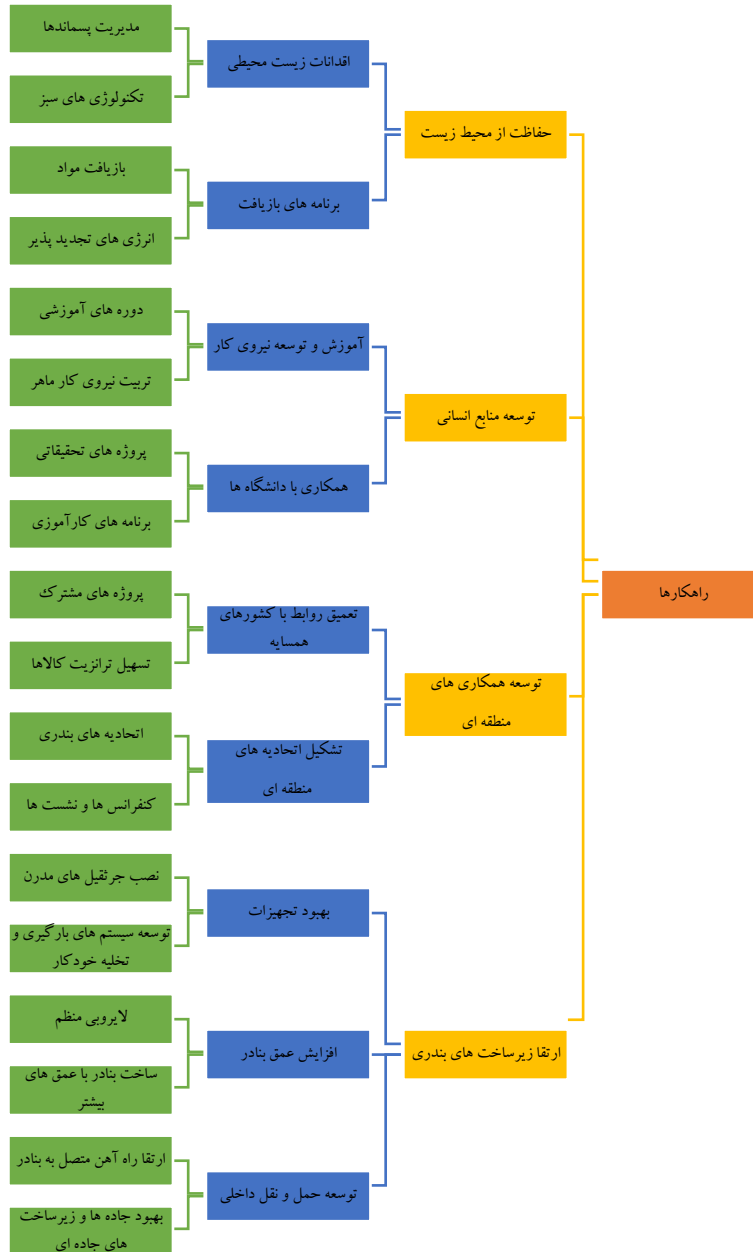 راهکارها
حفاظت از محیط زیست
اقدانات زیست محیطی
مدیریت پسماندها
تکنولوژی های سبز
برنامه های بازیافت
بازیافت مواد
انرژی های تجدید پذیر
توسعه منابع انسانی
آموزش و توسعه نیروی کار
دوره های آموزشی
تربیت نیروی کار ماهر
همکاری با دانشگاه ها
پروژه های تحقیقاتی
برنامه های کارآموزی
توسعه همکاری های
منطقه ای
تعمیق روابط با کشورهای
همسایه
پروژه های مشترک
تسهیل ترانزیت کالاها
تشکیل اتحادیه های
منطقه ای
اتحادیه های بندری
کنفرانس ها و نشست ها
ارتقا زیرساخت های بندری
بهبود تجهیزات
نصب جرثقیل های مدرن
توسعه سیستم های بارگیری و
تخلیه خودکار
افزایش عمق بنادر
لایروبی منظم
ساخت بنادر با عمق های
بیشتر
توسعه حمل و نقل داخلی
ارتقا راه آهن متصل به بنادر
بهبود جاده ها و زیرساخت
های جاده ای